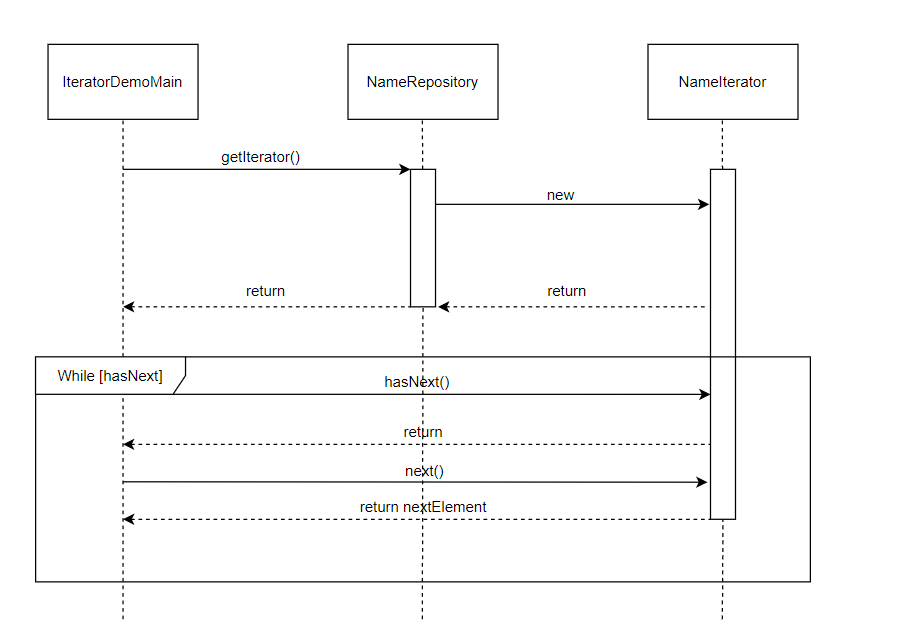 IteratorDemoMain
NameRepository
NameIterator
getIterator()
new
return
return
While [hasNext]
hasNext()
return
next()
return nextElement